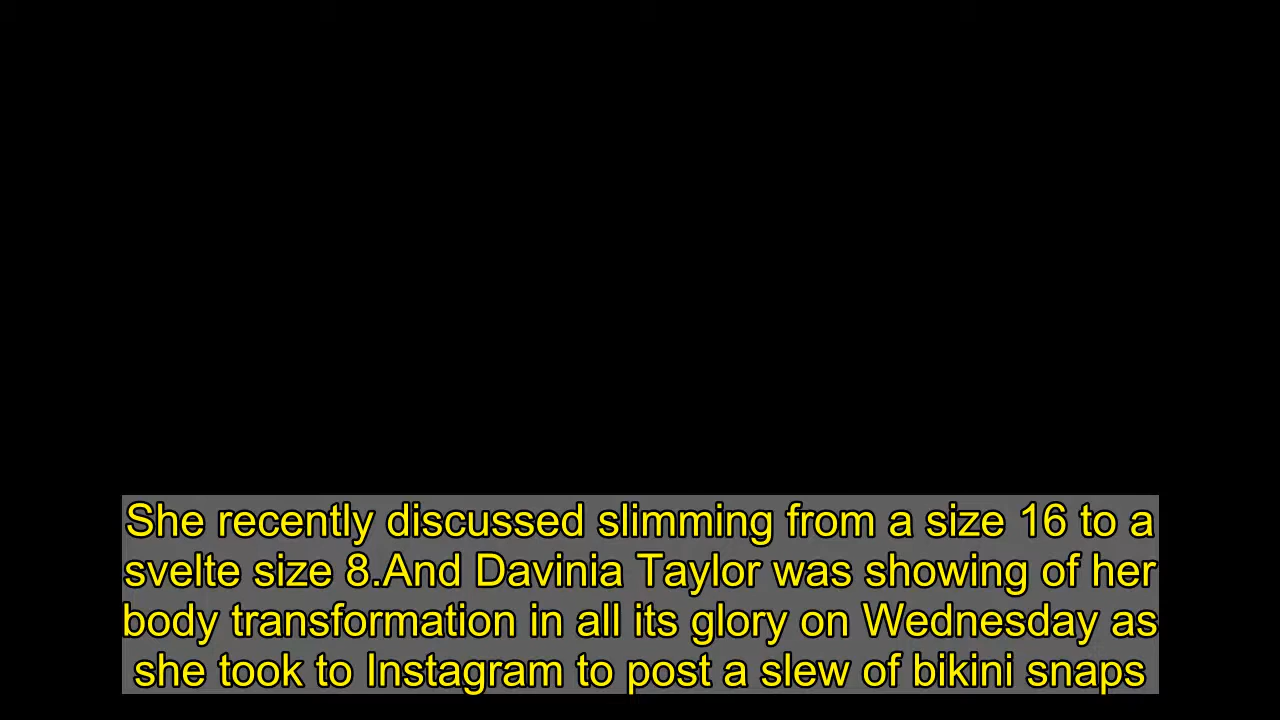 She recently discussed slimming from a size 16 to a
svelte size 8.And Davinia Taylor was showing of her
body transformation in all its glory on Wednesday as
she took to Instagram to post a slew of bikini snaps